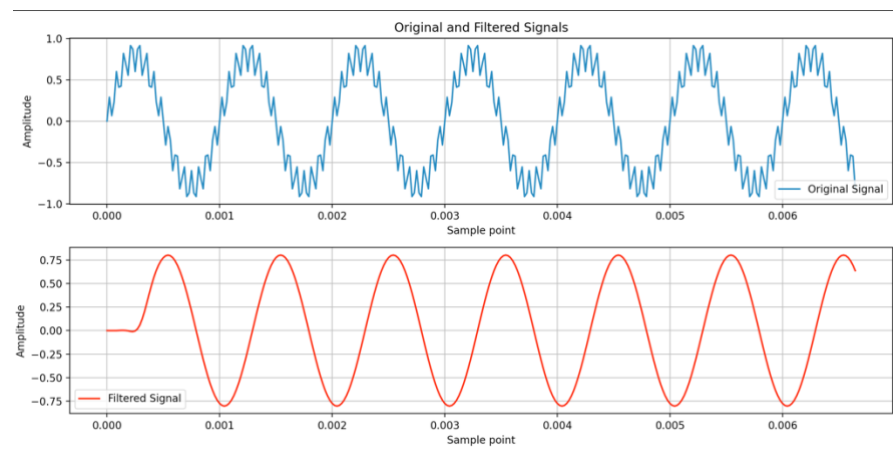 Original and Filtered Signals
1.0
0.5
0.0
−0.5
−1.0
Amplitude
Original Signal
0.000 0.001 0.002 0.003 0.004 0.005 0.006
Sample point
0.75
0.50
0.25
0.00
−0.25
−0.50
−0.75
Amplitude
Filtered Signal
0.000 0.001 0.002 0.003 0.004 0.005 0.006
Sample point